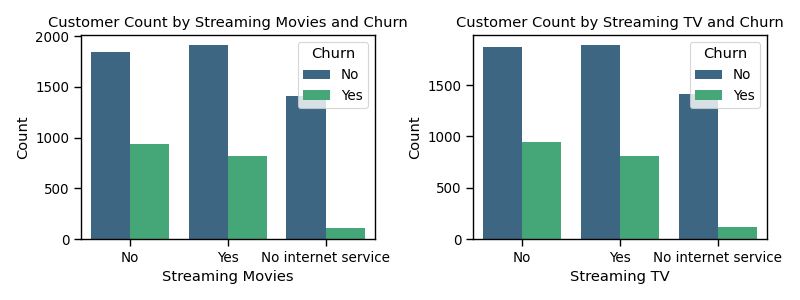 Customer Count by Streaming Movies and Churn
2000
1500
1000
500
0
Count
Churn
No
Yes
No
Yes
No internet service
Streaming Movies
Customer Count by Streaming TV and Churn
1500
1000
500
0
Count
Churn
No
Yes
No
Yes
No internet service
Streaming TV